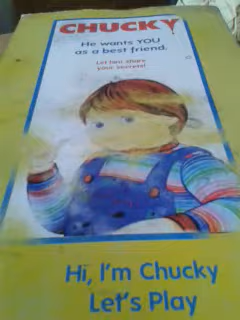 CHUCKY
He wants YOU
as a best friend.
Let him share
your secrets!
Hi, I'm Chucky
Let's Play